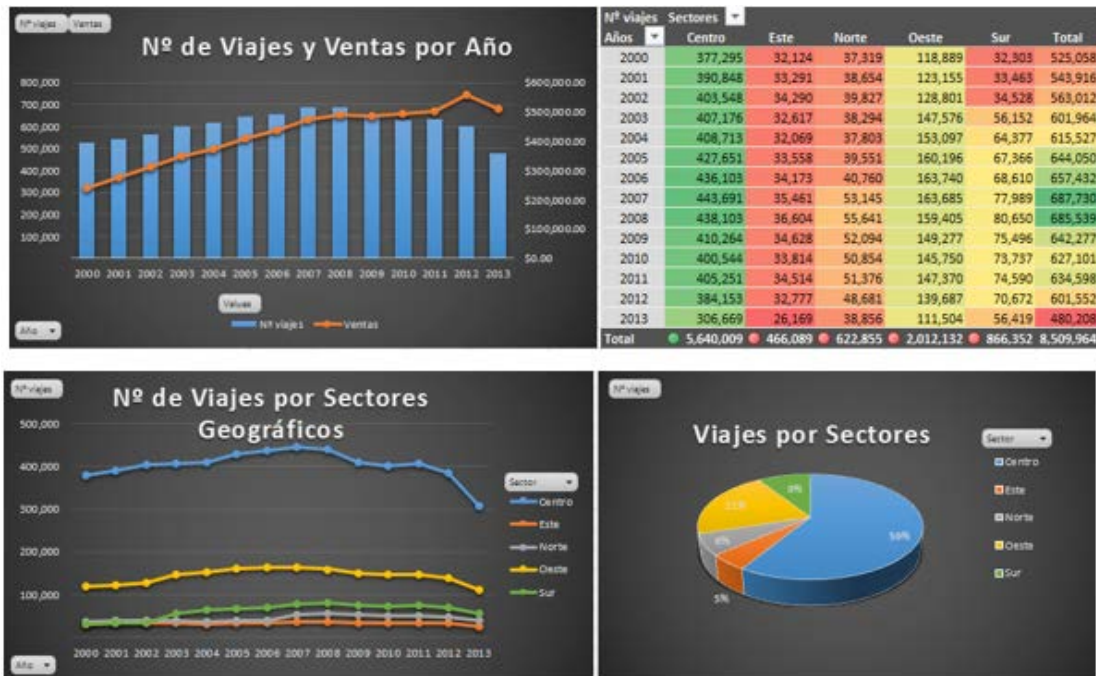 Nº viajes Ventas
Nº de Viajes y Ventas por Año
800,000 $600,000.00
700,000 $500,000.00
600,000
500,000 $400,000.00
400,000 $300,000.00
300,000
200,000 $200,000.00
100,000 $100,000.00
$0.00
2000 2001 2002 2003 2004 2005 2006 2007 2008 2009 2010 2011 2012 2013
Values
Nº viajes Ventas
Año
Nº viajes Sectores
Años Centro Este Norte Oeste Sur Total
2000 377,295 32,124 37,319 118,889 32,303 525,058
2001 390,848 33,291 38,654 123,155 33,463 543,916
2002 403,548 34,290 39,827 128,801 34,528 563,012
2003 407,176 32,617 38,294 147,576 56,152 601,964
2004 408,713 32,069 37,803 153,097 64,377 615,527
2005 427,651 33,558 39,551 160,196 67,366 644,050
2006 436,103 34,173 40,760 163,740 68,610 657,432
2007 443,691 35,461 53,145 163,685 77,989 687,730
2008 438,103 36,604 55,641 159,405 80,650 685,539
2009 410,264 34,628 52,094 149,277 75,496 642,277
2010 400,544 33,814 50,854 145,750 73,737 627,101
2011 405,251 34,514 51,376 147,370 74,590 634,598
2012 384,153 32,777 48,681 139,687 70,672 601,552
2013 306,669 26,169 38,856 111,504 56,419 480,208
Total 5,640,009 466,089 622,855 2,012,132 866,352 8,509,964
Nº viajes
Nº de Viajes por Sectores
Geográficos
500,000
400,000
300,000
200,000
100,000
2000 2001 2002 2003 2004 2005 2006 2007 2008 2009 2010 2011 2012 2013
Sector
Centro
Este
Norte
Oeste
Sur
Año
Nº viajes
Viajes por Sectores
59%
5%
Sector
Centro
Este
Norte
Oeste
Sur